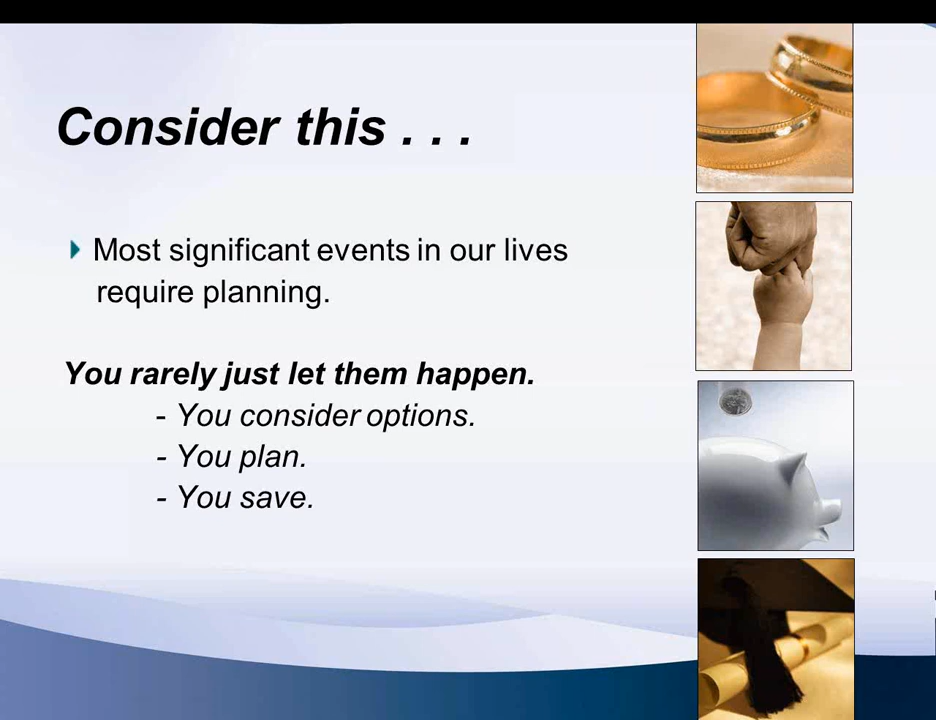 Consider this . . .
Most significant events in our lives
require planning.
You rarely just let them happen.
- You consider options.
- You plan.
- You save.